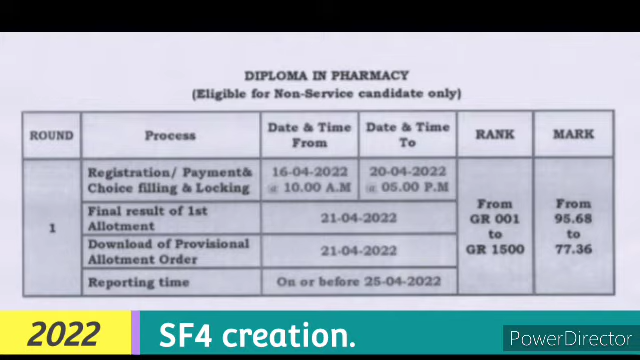 DIPLOMA IN PHARMACY
(Eligible for Non-Service candidate only)
ROUND Process Date & Time From Date & Time To RANK MARK
1
Registration/ Payment& Choice filling & Locking 16-04-2022 at 10.00 A.M 20-04-2022 at 05.00 P.M
Final result of 1st Allotment 21-04-2022
Download of Provisional Allotment Order 21-04-2022
Reporting time On or before 25-04-2022
From GR 001 to GR 1500
From 95.68 to 77.36
2022 SF4 creation.
PowerDirector